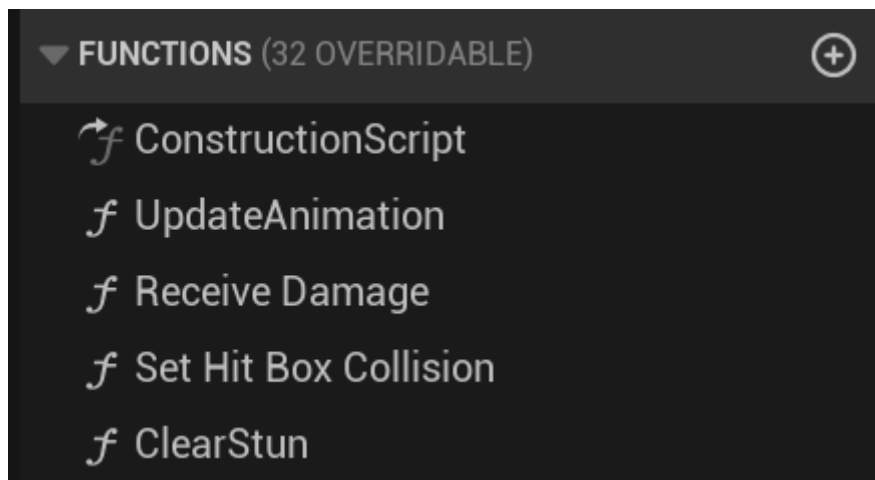 FUNCTIONS (32 OVERRIDABLE)
ConstructionScript
UpdateAnimation
Receive Damage
Set Hit Box Collision
ClearStun